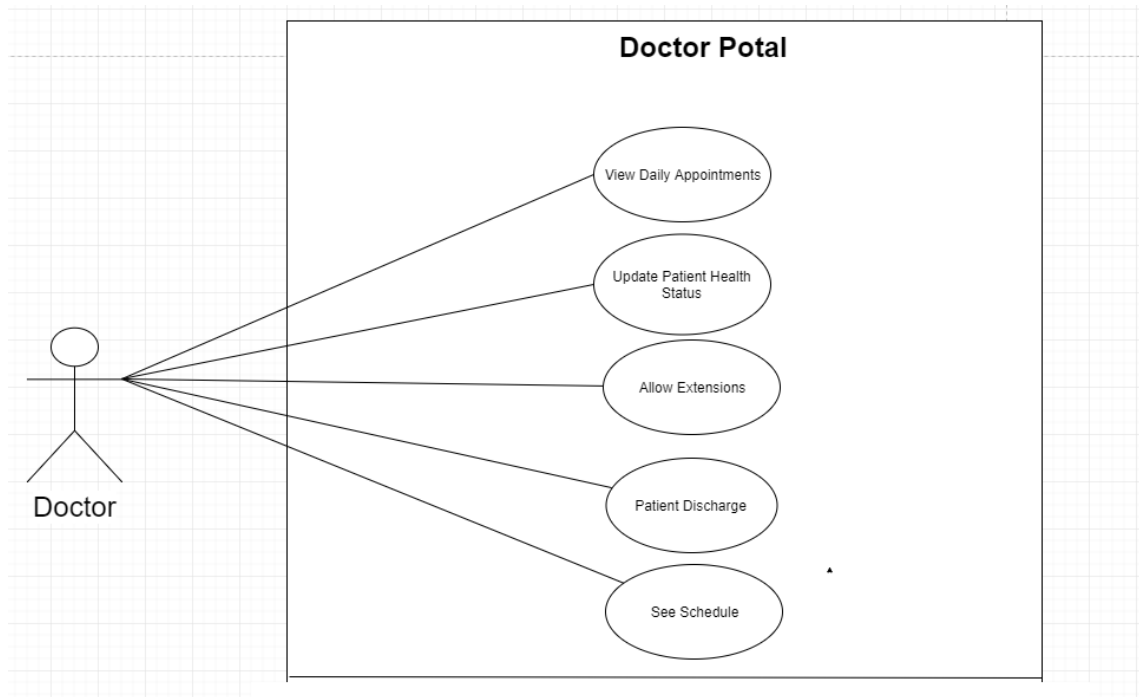 Doctor Potal
View Daily Appointments
Update Patient Health
Status
Allow Extensions
Patient Discharge
See Schedule
Doctor